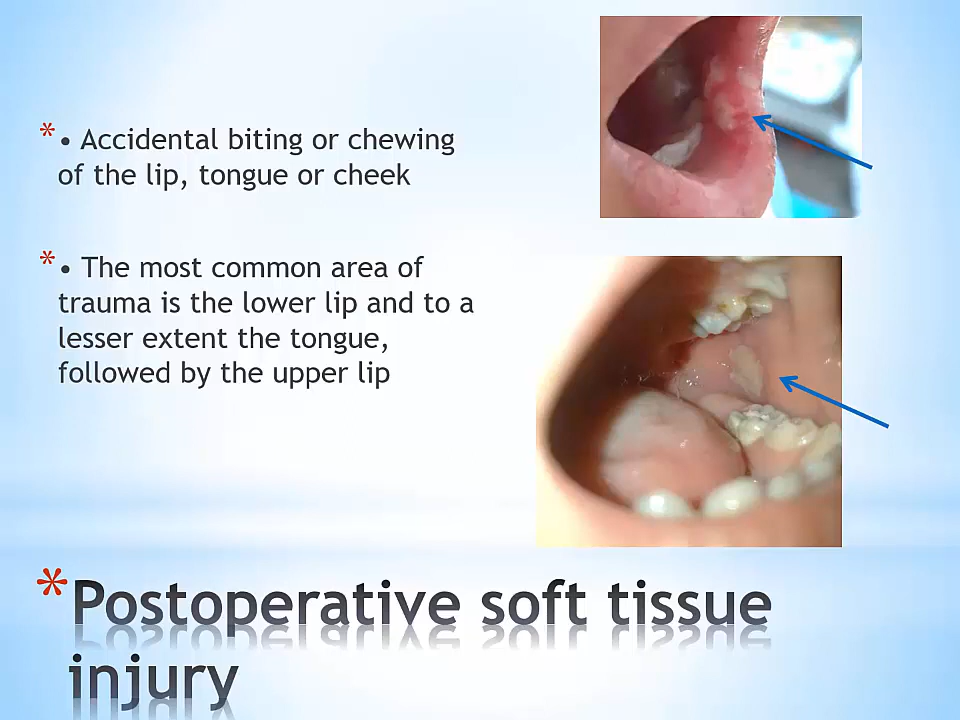 * • Accidental biting or chewing
of the lip, tongue or cheek
* • The most common area of
trauma is the lower lip and to a
lesser extent the tongue,
followed by the upper lip
*Postoperative soft tissue
injury